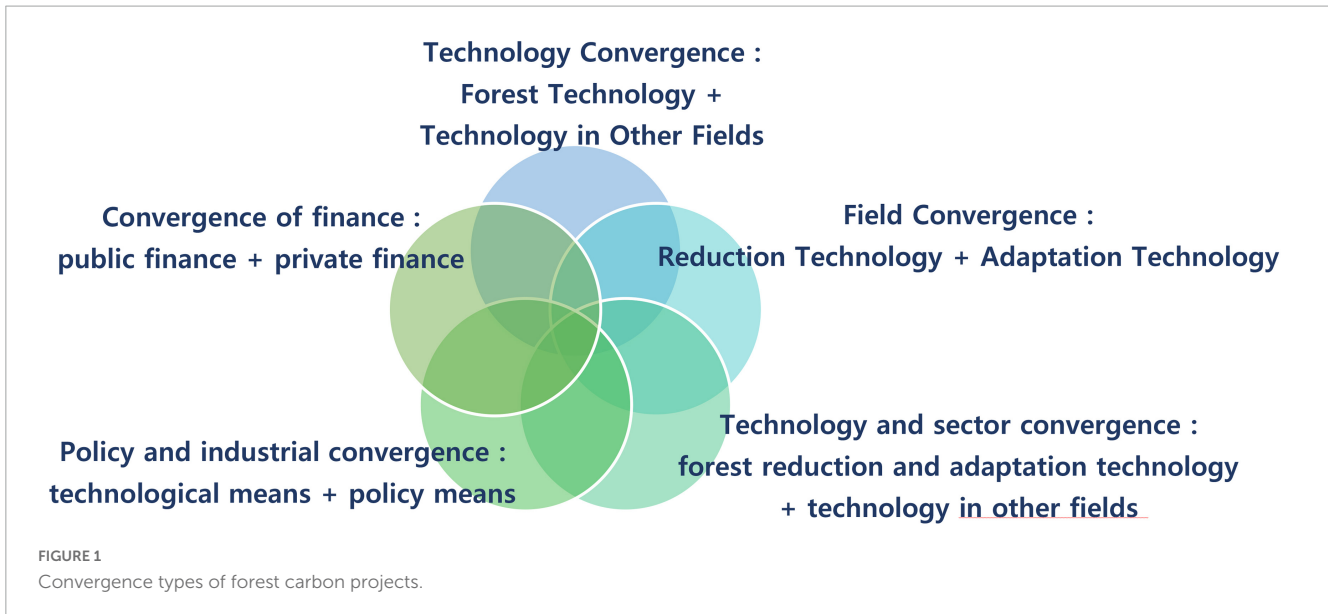 Technology Convergence :
Forest Technology +
Technology in Other Fields
Convergence of finance :
public finance + private finance
Field Convergence :
Reduction Technology + Adaptation Technology
Policy and industrial convergence :
technological means + policy means
Technology and sector convergence :
forest reduction and adaptation technology
+ technology in other fields
FIGURE 1
Convergence types of forest carbon projects.